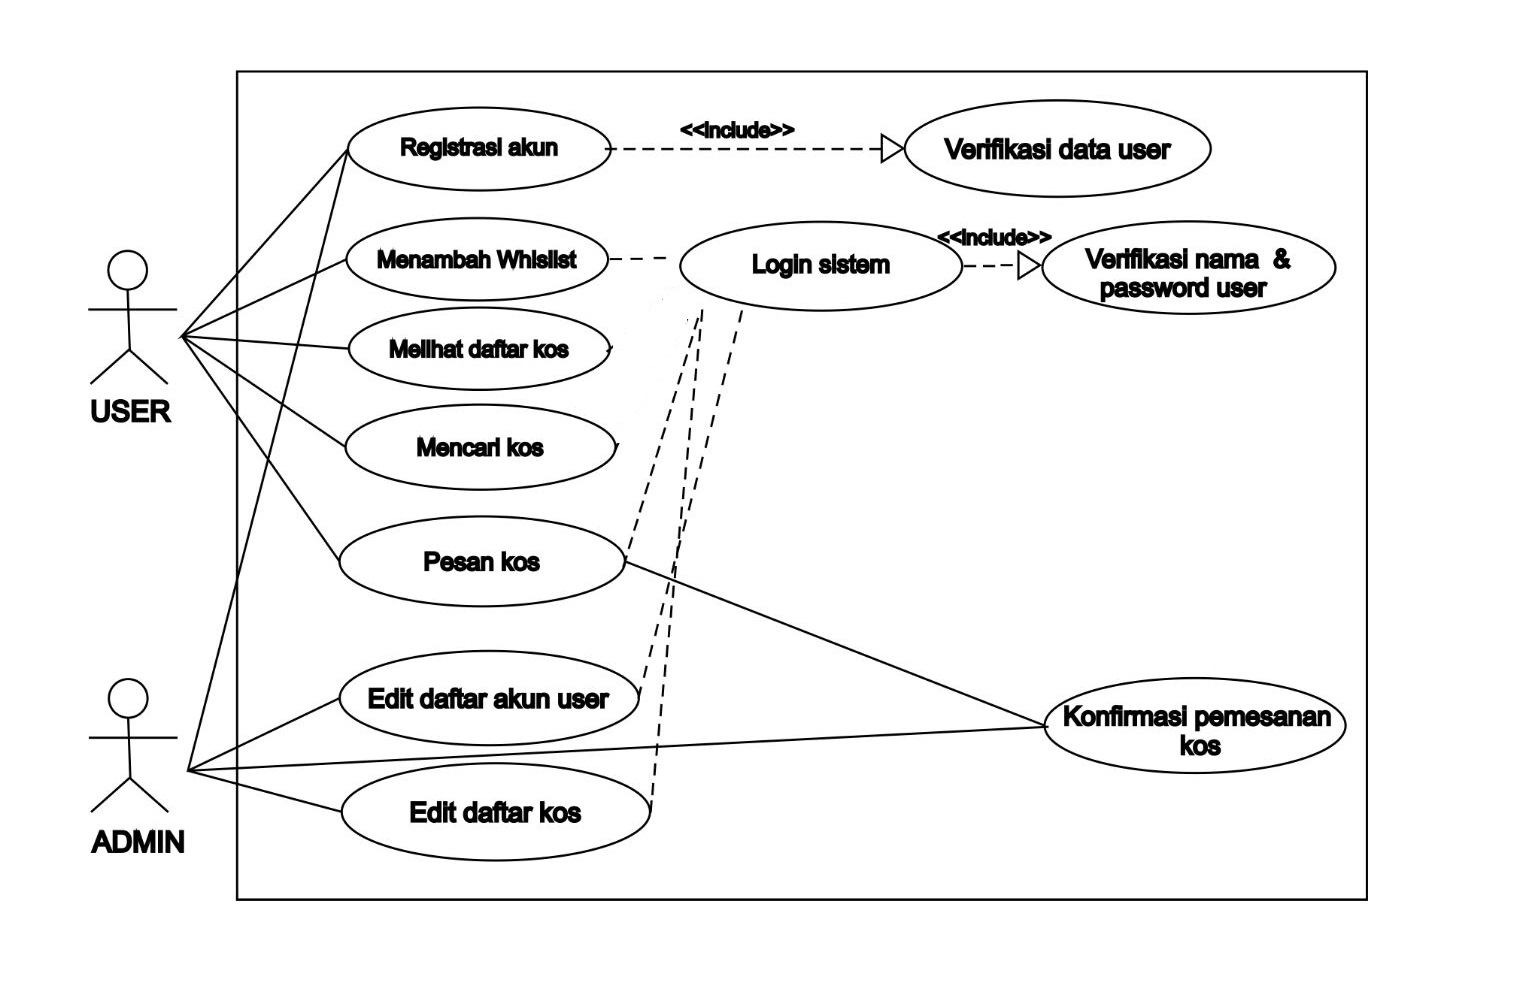 Registrasi akun
<<include>>
Verifikasi data user
Menambah Whislist
Login sistem
<<include>>
Verifikasi nama &
password user
Melihat daftar kos
USER
Mencari kos
Pesan kos
Edit daftar akun user
Konfirmasi pemesanan
kos
Edit daftar kos
ADMIN